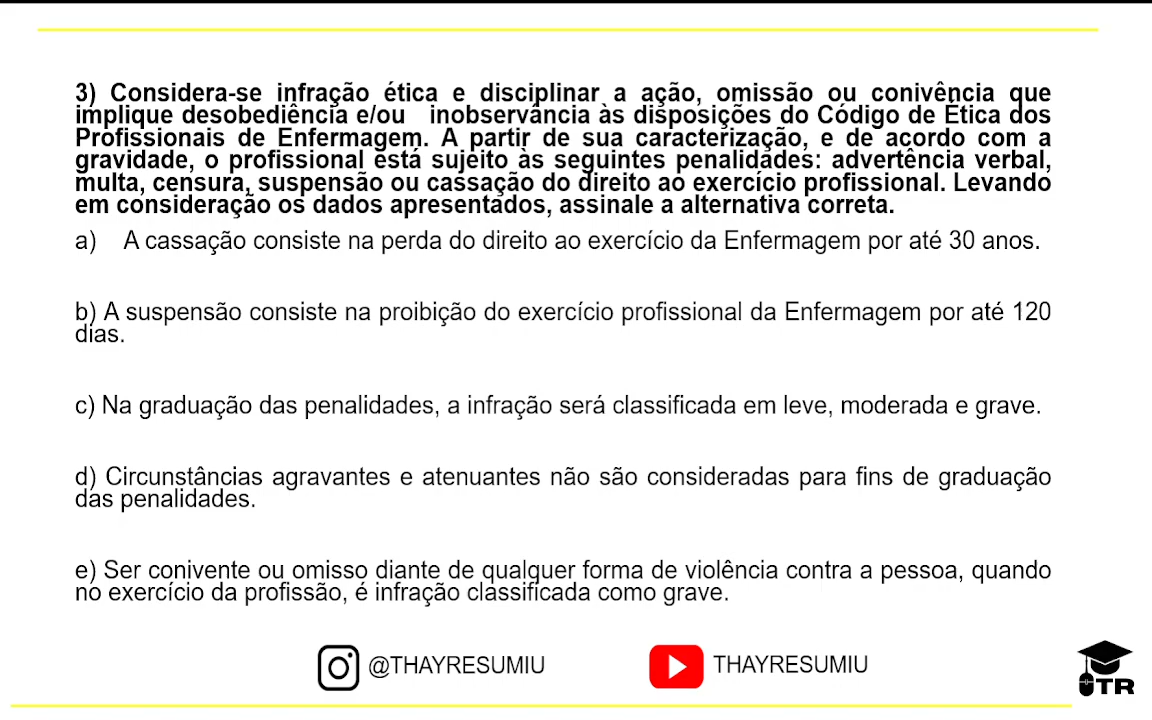 3) Considera-se infração ética e disciplinar a ação, omissão ou conivência que
implique desobediência e/ou inobservância às disposições do Código de Ética dos
Profissionais de Enfermagem. A partir de sua caracterização, e de acordo com a
gravidade, o profissional está sujeito às seguintes penalidades: advertência verbal,
multa, censura, suspensão ou cassação do direito ao exercício profissional. Levando
em consideração os dados apresentados, assinale a alternativa correta.
a) A cassação consiste na perda do direito ao exercício da Enfermagem por até 30 anos.
b) A suspensão consiste na proibição do exercício profissional da Enfermagem por até 120
dias.
c) Na graduação das penalidades, a infração será classificada em leve, moderada e grave.
d) Circunstâncias agravantes e atenuantes não são consideradas para fins de graduação
das penalidades.
e) Ser conivente ou omisso diante de qualquer forma de violência contra a pessoa, quando
no exercício da profissão, é infração classificada como grave.
@THAYRESUMIU
THAYRESUMIU
TR